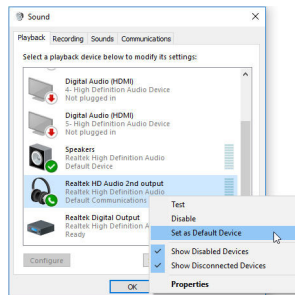 Sound
Playback Recording Sounds Communications
Select a playback device below to modify its settings:
Digital Audio (HDMI)
4- High Definition Audio Device
Not plugged in
Digital Audio (HDMI)
5- High Definition Audio Device
Not plugged in
Speakers
Realtek High Definition Audio
Default Device
Realtek HD Audio 2nd output
Realtek High Definition Audio
Default Communications
Realtek Digital Output
Realtek High Definition A
Ready
Test
Disable
Set as Default Device
Show Disabled Devices
Show Disconnected Devices
Properties
Configure
OK